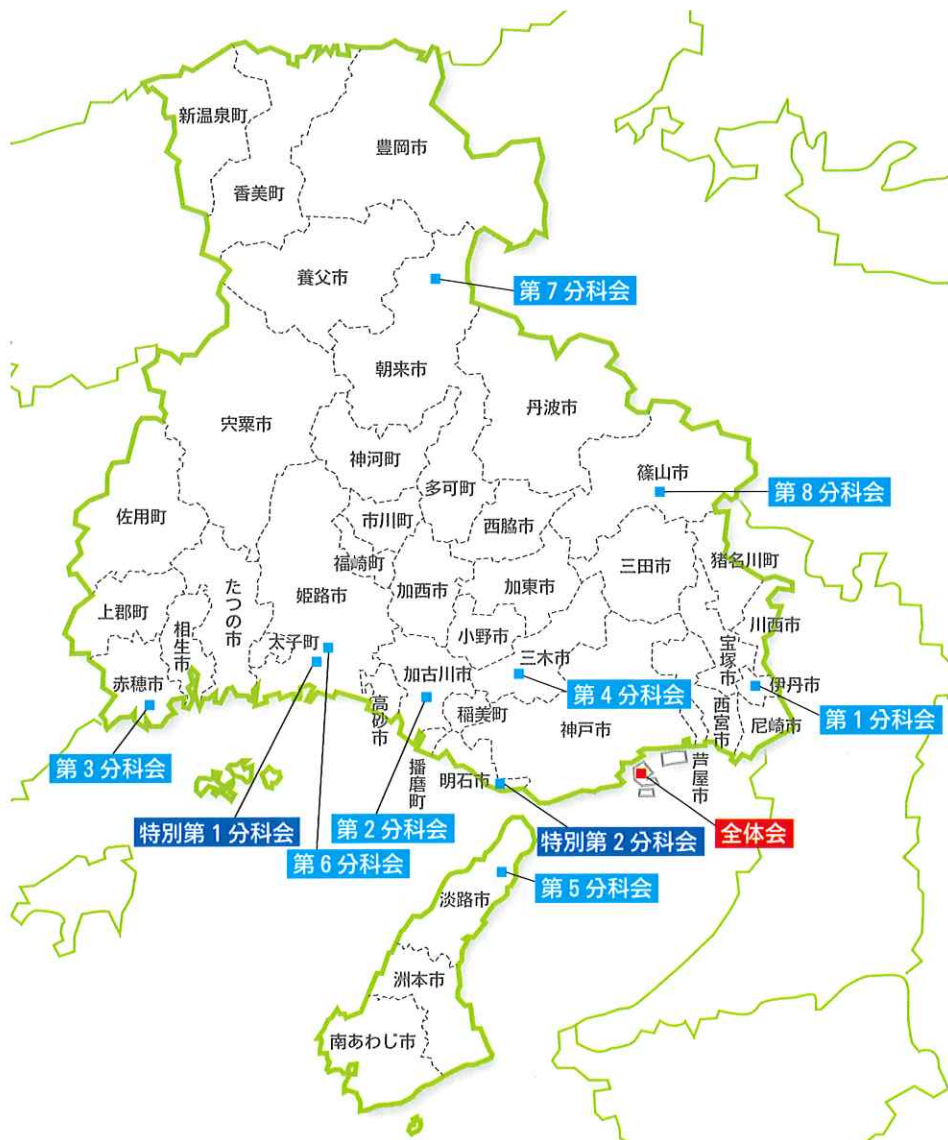 新温泉町
豊岡市
香美町
養父市
第7分科会
朝来市
丹波市
宍粟市
神河町
篠山市
多可町
第8分科会
佐用町
市川町
西脇市
福崎町
三田市
猪名川町
たつの市
姫路市
加西市
加東市
上郡町
相生市
川西市
小野市
宝塚市
太子町
三木市
赤穂市
加古川市
伊丹市
第4分科会
第1分科会
高砂市
稲美町
神戸市
西宮市
尼崎市
第3分科会
播磨町
明石市
芦屋市
特別第1分科会
第2分科会
特別第2分科会
全体会
第6分科会
第5分科会
淡路市
洲本市
南あわじ市